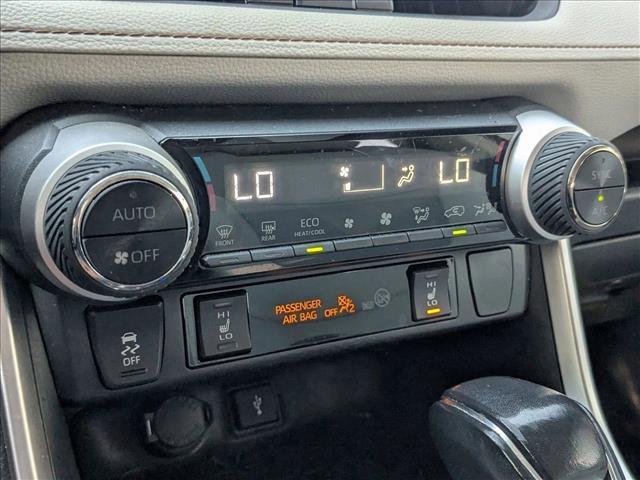 LO LO
AUTO
OFF
FRONT
REAR
ECO
HEAT/COOL
SYNC
A/C
HI
LO
PASSENGER
AIR BAG OFF 2
HI
LO
OFF